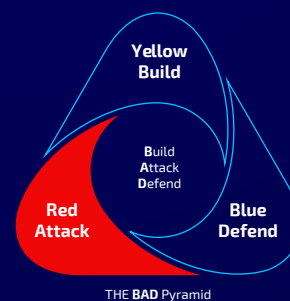 Yellow
Build
Build
Attack
Defend
Red
Attack
Blue
Defend
THE BAD Pyramid